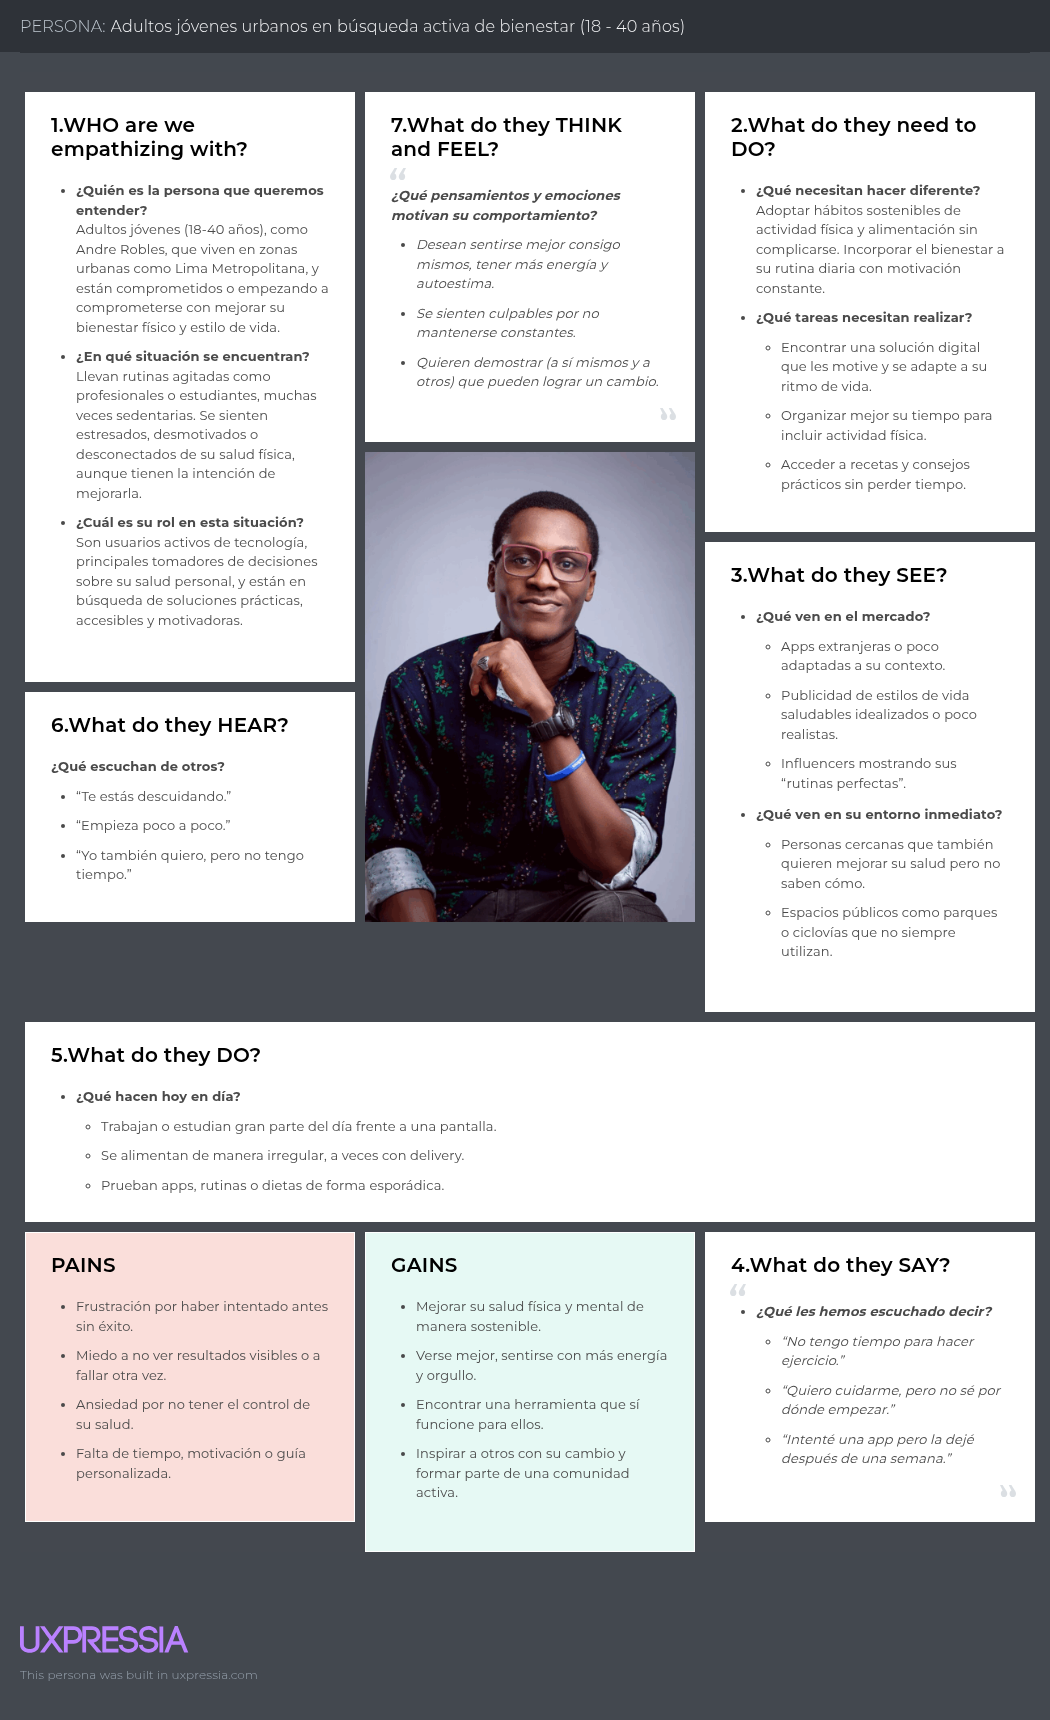 PERSONA: Adultos jóvenes urbanos en búsqueda activa de bienestar (18 - 40 años)
1.WHO are we
empathizing with?
• ¿Quién es la persona que queremos
entender?
Adultos jóvenes (18-40 años), como
Andre Robles, que viven en zonas
urbanas como Lima Metropolitana, y
están comprometidos o empezando a
comprometerse con mejorar su
bienestar físico y estilo de vida.
• ¿En qué situación se encuentran?
Llevan rutinas agitadas como
profesionales o estudiantes, muchas
veces sedentarias. Se sienten
estresados, desmotivados o
desconectados de su salud física,
aunque tienen la intención de
mejorarla.
• ¿Cuál es su rol en esta situación?
Son usuarios activos de tecnología,
principales tomadores de decisiones
sobre su salud personal, y están en
búsqueda de soluciones prácticas,
accesibles y motivadoras.
7.What do they THINK
and FEEL?
“
¿Qué pensamientos y emociones
motivan su comportamiento?
• Desean sentirse mejor consigo
mismos, tener más energía y
autoestima.
• Se sienten culpables por no
mantenerse constantes.
• Quieren demostrar (a sí mismos y a
otros) que pueden lograr un cambio.
”
2.What do they need to
DO?
• ¿Qué necesitan hacer diferente?
Adoptar hábitos sostenibles de
actividad física y alimentación sin
complicarse. Incorporar el bienestar a
su rutina diaria con motivación
constante.
• ¿Qué tareas necesitan realizar?
◦ Encontrar una solución digital
que les motive y se adapte a su
ritmo de vida.
◦ Organizar mejor su tiempo para
incluir actividad física.
◦ Acceder a recetas y consejos
prácticos sin perder tiempo.
3.What do they SEE?
• ¿Qué ven en el mercado?
◦ Apps extranjeras o poco
adaptadas a su contexto.
◦ Publicidad de estilos de vida
saludables idealizados o poco
realistas.
◦ Influencers mostrando sus
“rutinas perfectas”.
• ¿Qué ven en su entorno inmediato?
◦ Personas cercanas que también
quieren mejorar su salud pero no
saben cómo.
◦ Espacios públicos como parques
o ciclovías que no siempre
utilizan.
6.What do they HEAR?
¿Qué escuchan de otros?
• “Te estás descuidando.”
• “Empieza poco a poco.”
• “Yo también quiero, pero no tengo
tiempo.”
5.What do they DO?
• ¿Qué hacen hoy en día?
◦ Trabajan o estudian gran parte del día frente a una pantalla.
◦ Se alimentan de manera irregular, a veces con delivery.
◦ Prueban apps, rutinas o dietas de forma esporádica.
PAINS
• Frustración por haber intentado antes
sin éxito.
• Miedo a no ver resultados visibles o a
fallar otra vez.
• Ansiedad por no tener el control de
su salud.
• Falta de tiempo, motivación o guía
personalizada.
GAINS
• Mejorar su salud física y mental de
manera sostenible.
• Verse mejor, sentirse con más energía
y orgullo.
• Encontrar una herramienta que sí
funcione para ellos.
• Inspirar a otros con su cambio y
formar parte de una comunidad
activa.
4.What do they SAY?
“
• ¿Qué les hemos escuchado decir?
◦ “No tengo tiempo para hacer
ejercicio.”
◦ “Quiero cuidarme, pero no sé por
dónde empezar.”
◦ “Intenté una app pero la dejé
después de una semana.”
”
UXPRESSIA
This persona was built in uxpressia.com